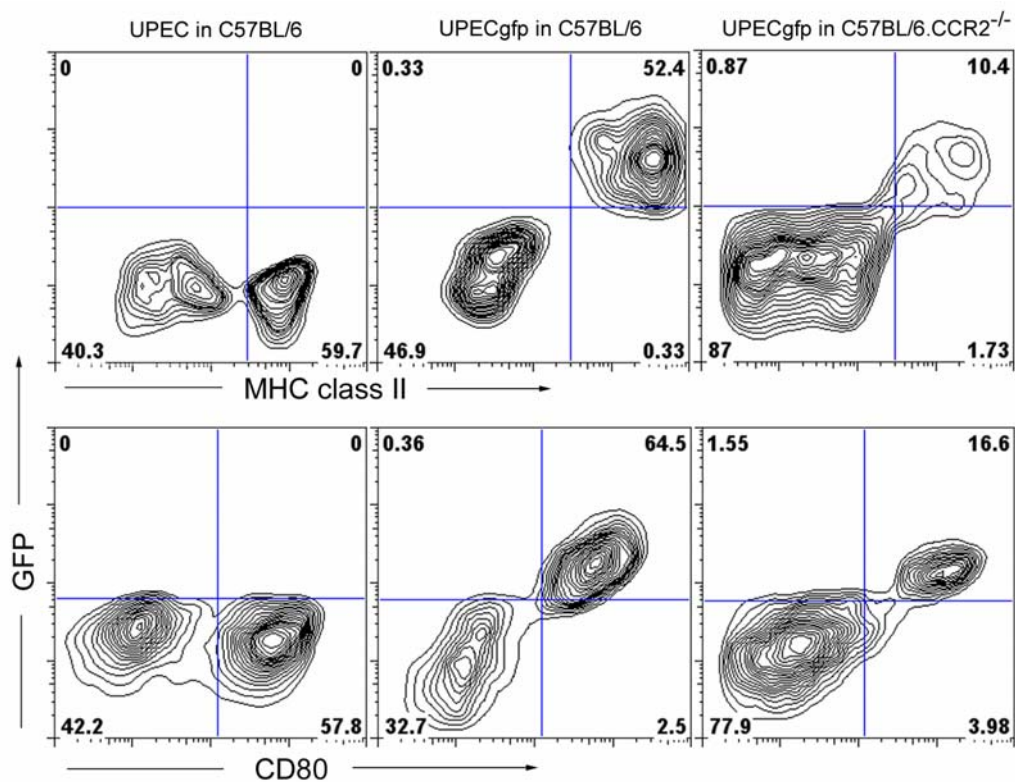 UPEC in C57BL/6 UPECgfp in C57BL/6 UPECgfp in C57BL/6.CCR2-/-
0 0 0.33 52.4 0.87 10.4
40.3 59.7 46.9 0.33 87 1.73
MHC class II
0 0 0.36 64.5 1.55 16.6
GFP
42.2 57.8 32.7 2.5 77.9 3.98
CD80